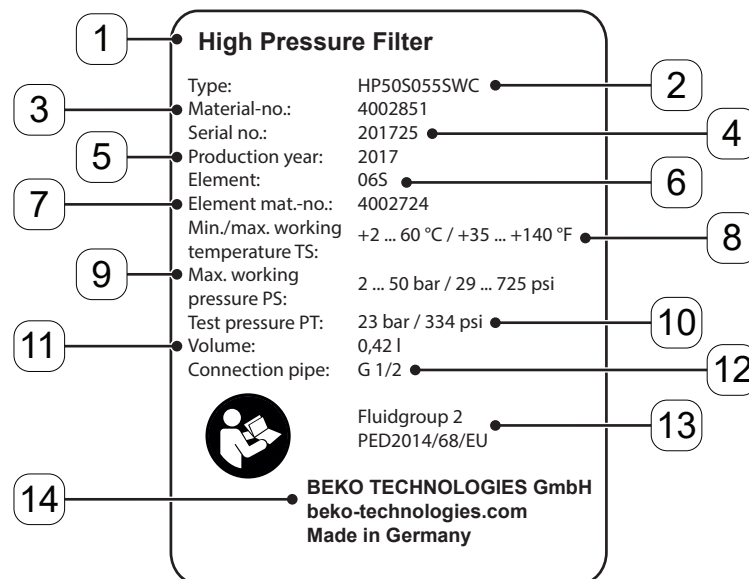 1 High Pressure Filter
Type: HP50S055SWC 2
3 Material-no.: 4002851
Serial no.: 201725 4
5 Production year: 2017
Element: 06S 6
7 Element mat.-no.: 4002724
Min./max. working
temperature TS: +2 ... 60 °C / +35 ... +140 °F 8
9 Max. working
pressure PS: 2 ... 50 bar / 29 ... 725 psi
Test pressure PT: 23 bar / 334 psi 10
11 Volume: 0,42 l
Connection pipe: G 1/2 12
Fluidgroup 2
PED2014/68/EU 13
14 BEKO TECHNOLOGIES GmbH
beko-technologies.com
Made in Germany